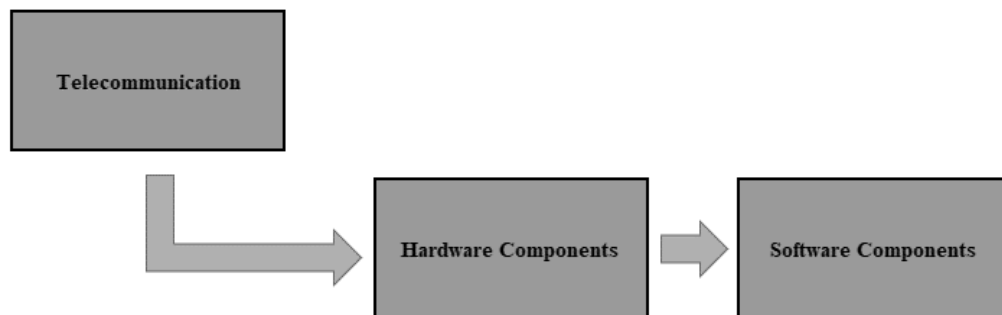 Telecommunication
Hardware Components
Software Components